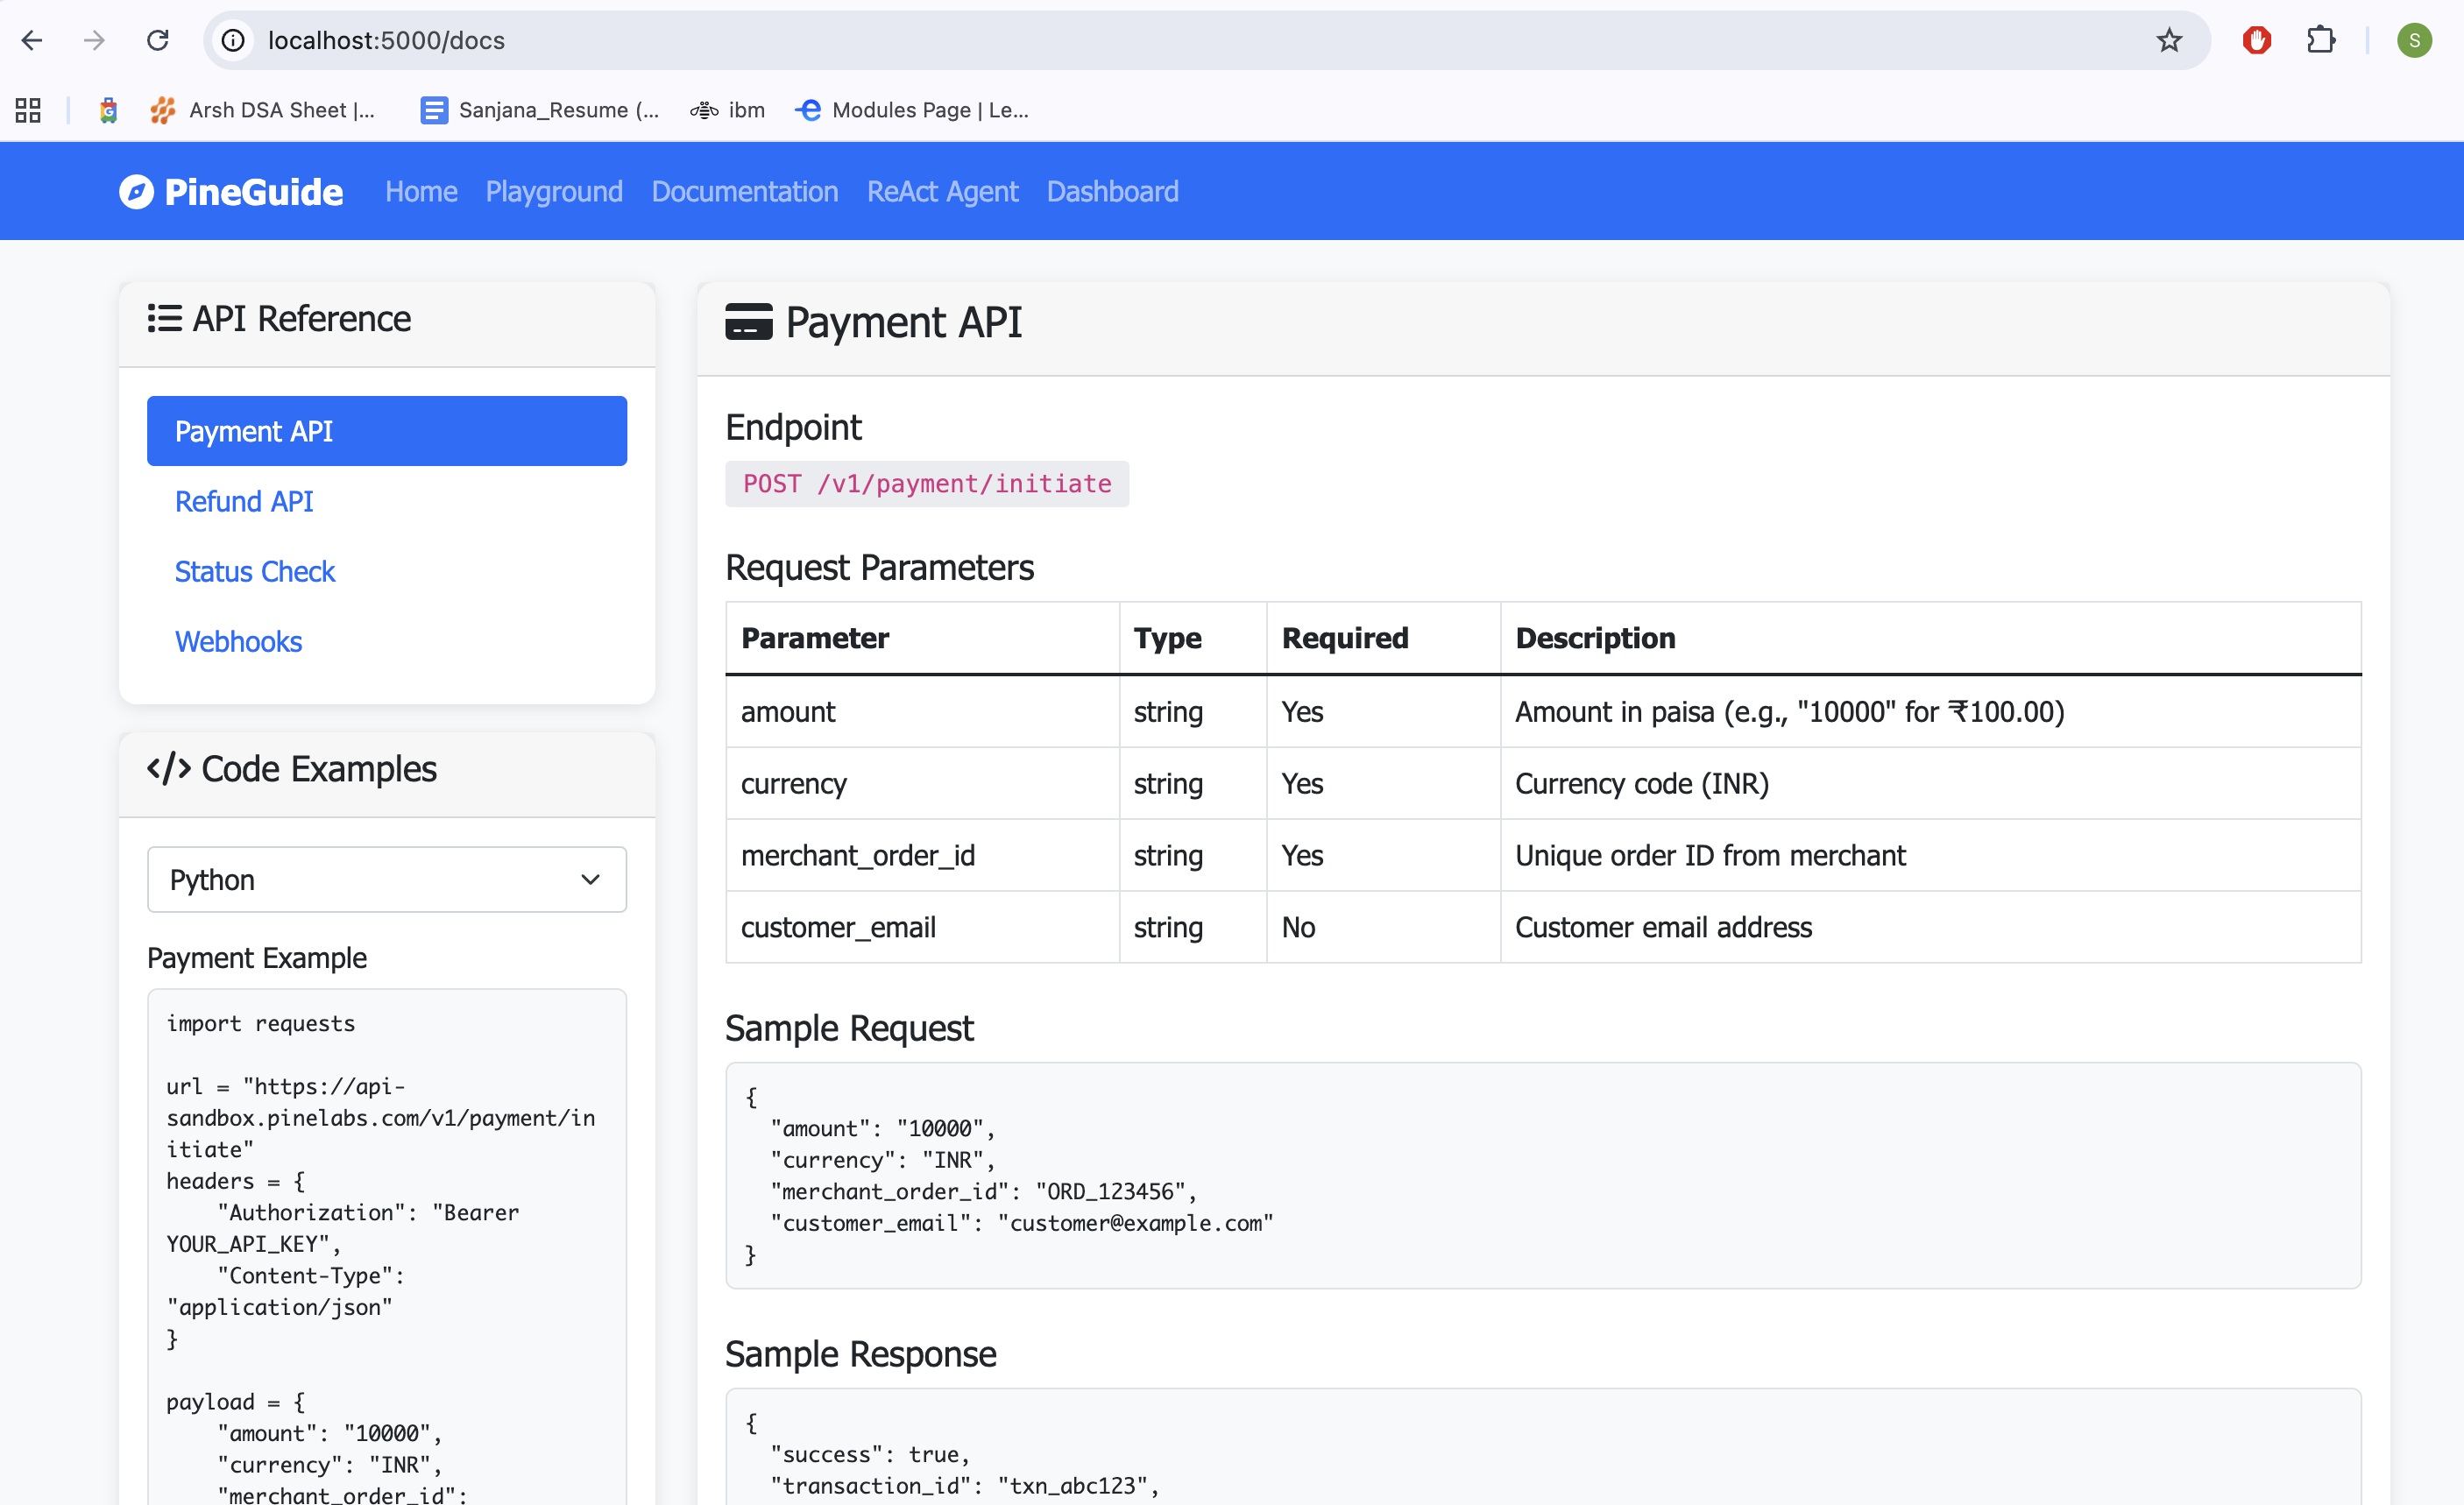 localhost:5000/docs
S
Arsh DSA Sheet |...
Sanjana_Resume (...
ibm
Modules Page | Le...
PineGuide
Home
Playground
Documentation
ReAct Agent
Dashboard
API Reference
Payment API
Refund API
Status Check
Webhooks
</> Code Examples
Python
Payment Example
import requests
url = "https://api-
sandbox.pinelabs.com/v1/payment/in
itiate"
headers = {
"Authorization": "Bearer
YOUR_API_KEY",
"Content-Type":
"application/json"
}
payload = {
"amount": "10000",
"currency": "INR",
"merchant_order_id":
Payment API
Endpoint
POST /v1/payment/initiate
Request Parameters
Parameter Type Required Description
amount string Yes Amount in paisa (e.g., "10000" for ₹100.00)
currency string Yes Currency code (INR)
merchant_order_id string Yes Unique order ID from merchant
customer_email string No Customer email address
Sample Request
{
"amount": "10000",
"currency": "INR",
"merchant_order_id": "ORD_123456",
"customer_email": "customer@example.com"
}
Sample Response
{
"success": true,
"transaction_id": "txn_abc123",